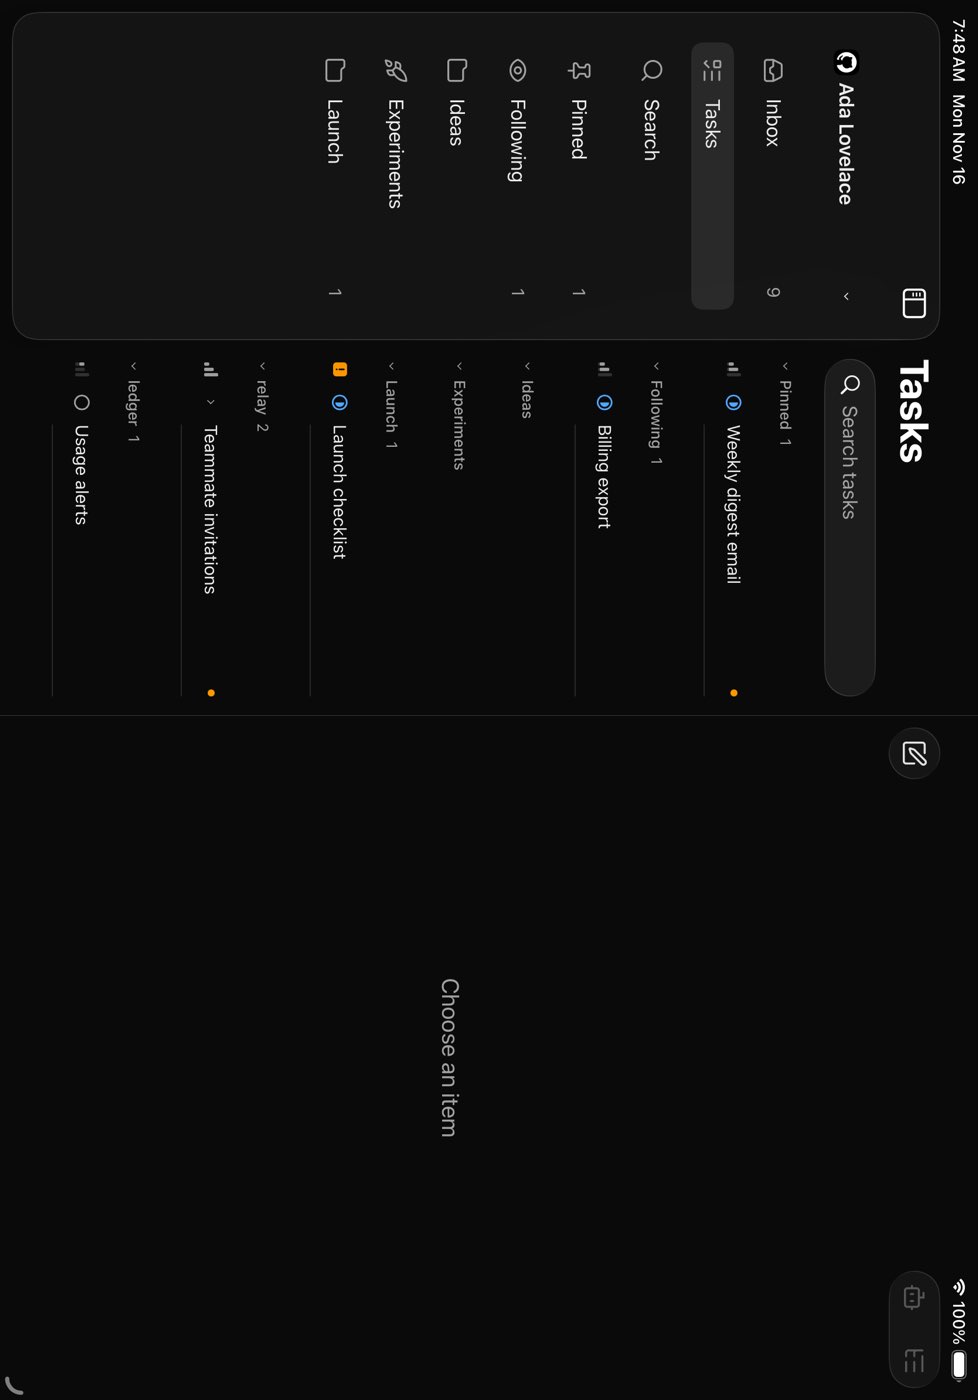 7:48 AM Mon Nov 16
100%
Ada Lovelace
Inbox 9
Tasks
Search
Pinned 1
Following 1
Ideas
Experiments
Launch 1
Tasks
Search tasks
Pinned 1
Weekly digest email
Following 1
Billing export
Ideas
Experiments
Launch 1
Launch checklist
relay 2
Teammate invitations
ledger 1
Usage alerts
Choose an item